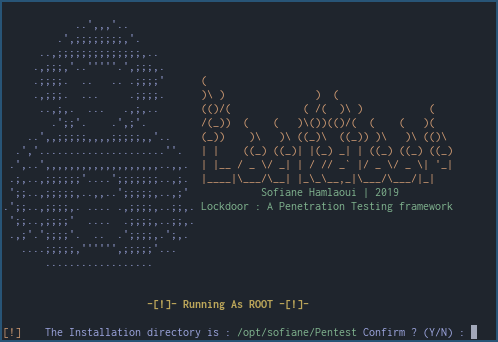 Sofiane Hamlaoui | 2019
Lockdoor : A Penetration Testing framework
-[!]- Running As ROOT -[!]-
[!] The Installation directory is : /opt/sofiane/Pentest Confirm ? (Y/N) :